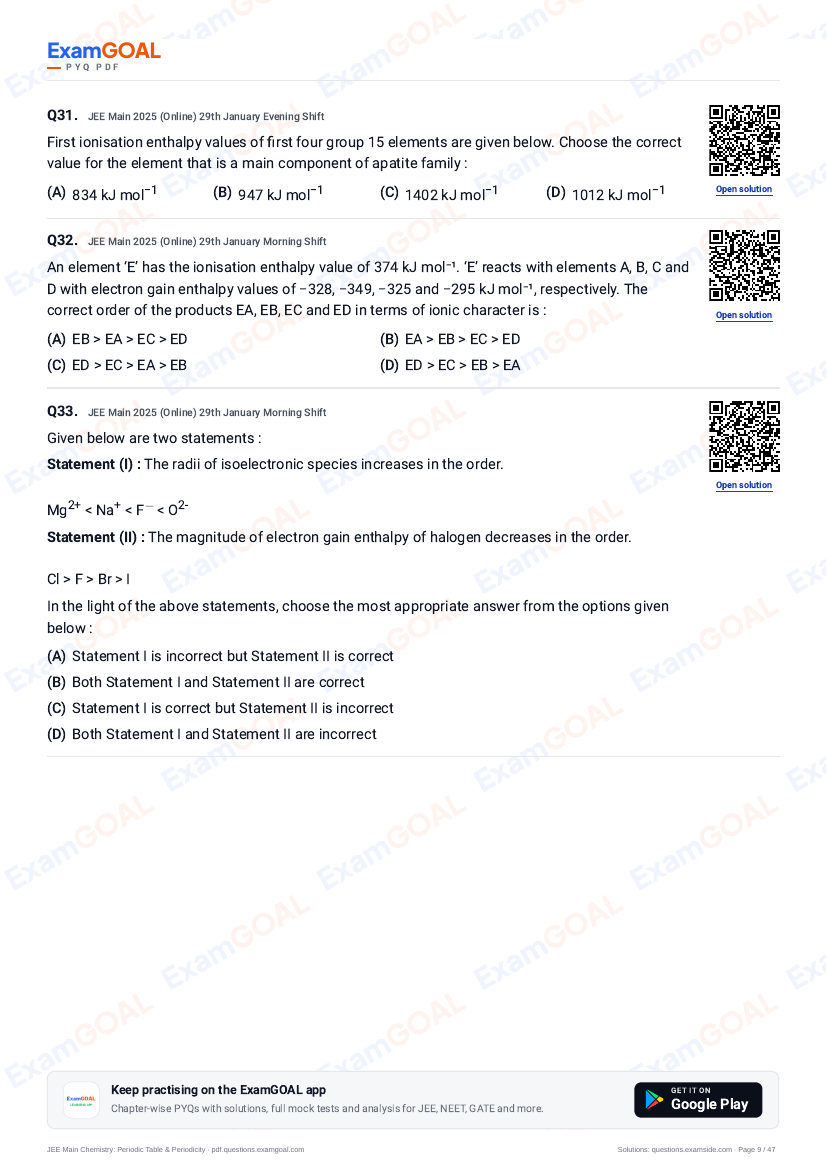 ExamGOAL
PYQ PDF
Q31. JEE Main 2025 (Online) 29th January Evening Shift
First ionisation enthalpy values of first four group 15 elements are given below. Choose the correct
value for the element that is a main component of apatite family :
(A) 834 kJ mol⁻¹ (B) 947 kJ mol⁻¹ (C) 1402 kJ mol⁻¹ (D) 1012 kJ mol⁻¹
Open solution
Q32. JEE Main 2025 (Online) 29th January Morning Shift
An element ‘E’ has the ionisation enthalpy value of 374 kJ mol⁻¹. ‘E’ reacts with elements A, B, C and
D with electron gain enthalpy values of −328, −349, −325 and −295 kJ mol⁻¹, respectively. The
correct order of the products EA, EB, EC and ED in terms of ionic character is :
Open solution
(A) EB > EA > EC > ED (B) EA > EB > EC > ED
(C) ED > EC > EA > EB (D) ED > EC > EB > EA
Q33. JEE Main 2025 (Online) 29th January Morning Shift
Given below are two statements :
Statement (I) : The radii of isoelectronic species increases in the order.
Open solution
Mg²⁺ < Na⁺ < F⁻ < O²⁻
Statement (II) : The magnitude of electron gain enthalpy of halogen decreases in the order.
Cl > F > Br > I
In the light of the above statements, choose the most appropriate answer from the options given
below :
(A) Statement I is incorrect but Statement II is correct
(B) Both Statement I and Statement II are correct
(C) Statement I is correct but Statement II is incorrect
(D) Both Statement I and Statement II are incorrect
Keep practising on the ExamGOAL app
Chapter-wise PYQs with solutions, full mock tests and analysis for JEE, NEET, GATE and more.
GET IT ON
Google Play
JEE Main Chemistry: Periodic Table & Periodicity · pdf.questions.examgoal.com
Solutions: questions.examside.com · Page 9 / 47